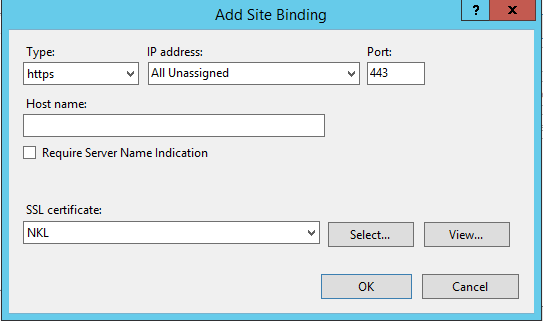 Add Site Binding
? x
Type: IP address: Port:
https All Unassigned 443
Host name:
Require Server Name Indication
SSL certificate:
NKL Select... View...
OK Cancel